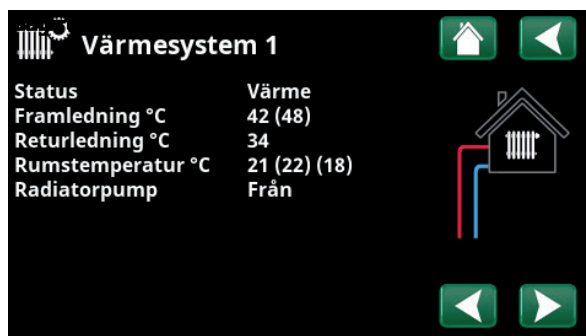 Värmesystem 1
Status Värme
Framledning °C 42 (48)
Returledning °C 34
Rumstemperatur °C 21 (22) (18)
Radiatorpump Från